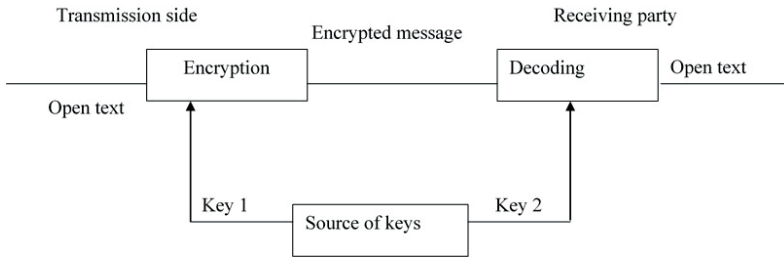 Transmission side
Receiving party
Encrypted message
Encryption
Decoding
Open text
Open text
Key 1
Key 2
Source of keys